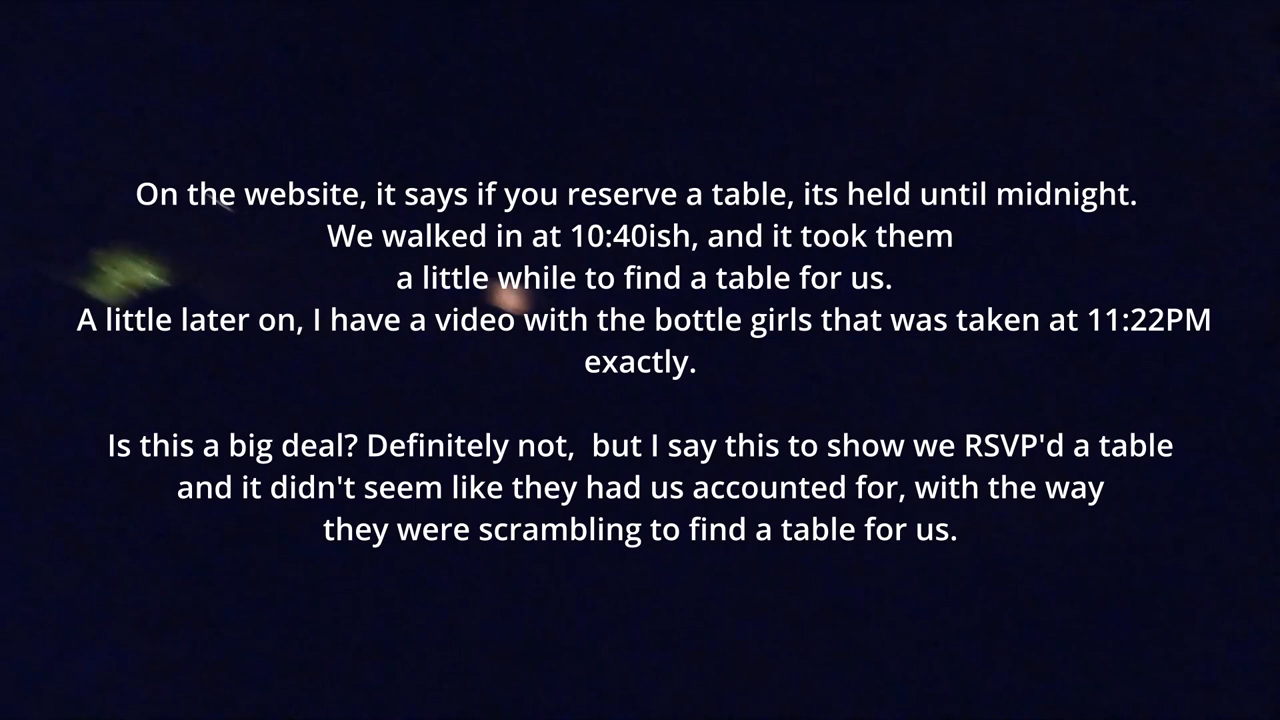 On the website, it says if you reserve a table, its held until midnight.
We walked in at 10:40ish, and it took them
a little while to find a table for us.
A little later on, I have a video with the bottle girls that was taken at 11:22PM
exactly.
Is this a big deal? Definitely not,  but I say this to show we RSVP'd a table
and it didn't seem like they had us accounted for, with the way
they were scrambling to find a table for us.